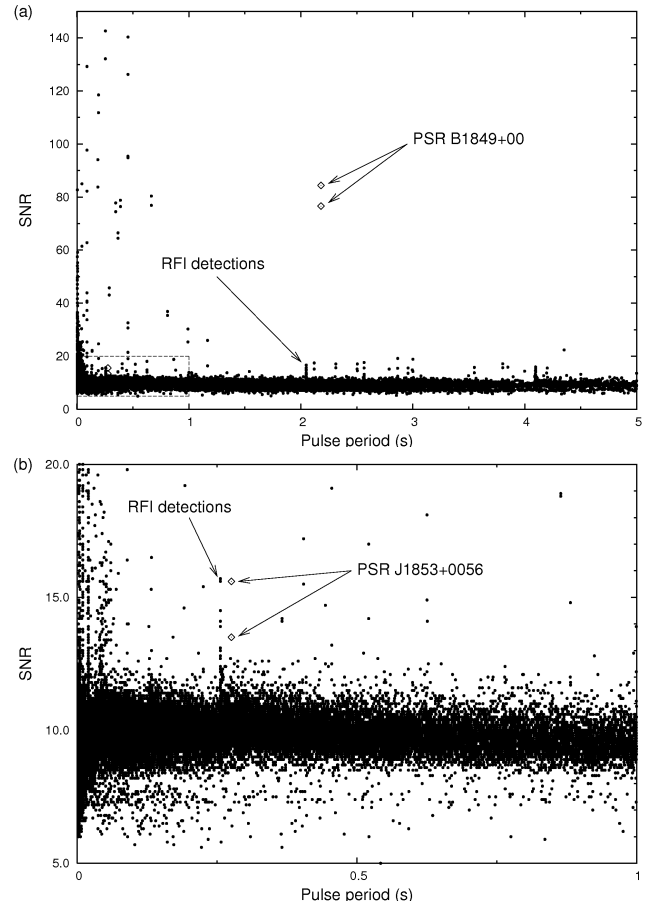 (a)
140
120
100
80
60
40
20
0
SNR
PSR B1849+00
RFI detections
0 1 2 3 4 5
Pulse period (s)
(b)
20.0
15.0
10.0
5.0
SNR
RFI detections
PSR J1853+0056
0 0.5 1
Pulse period (s)